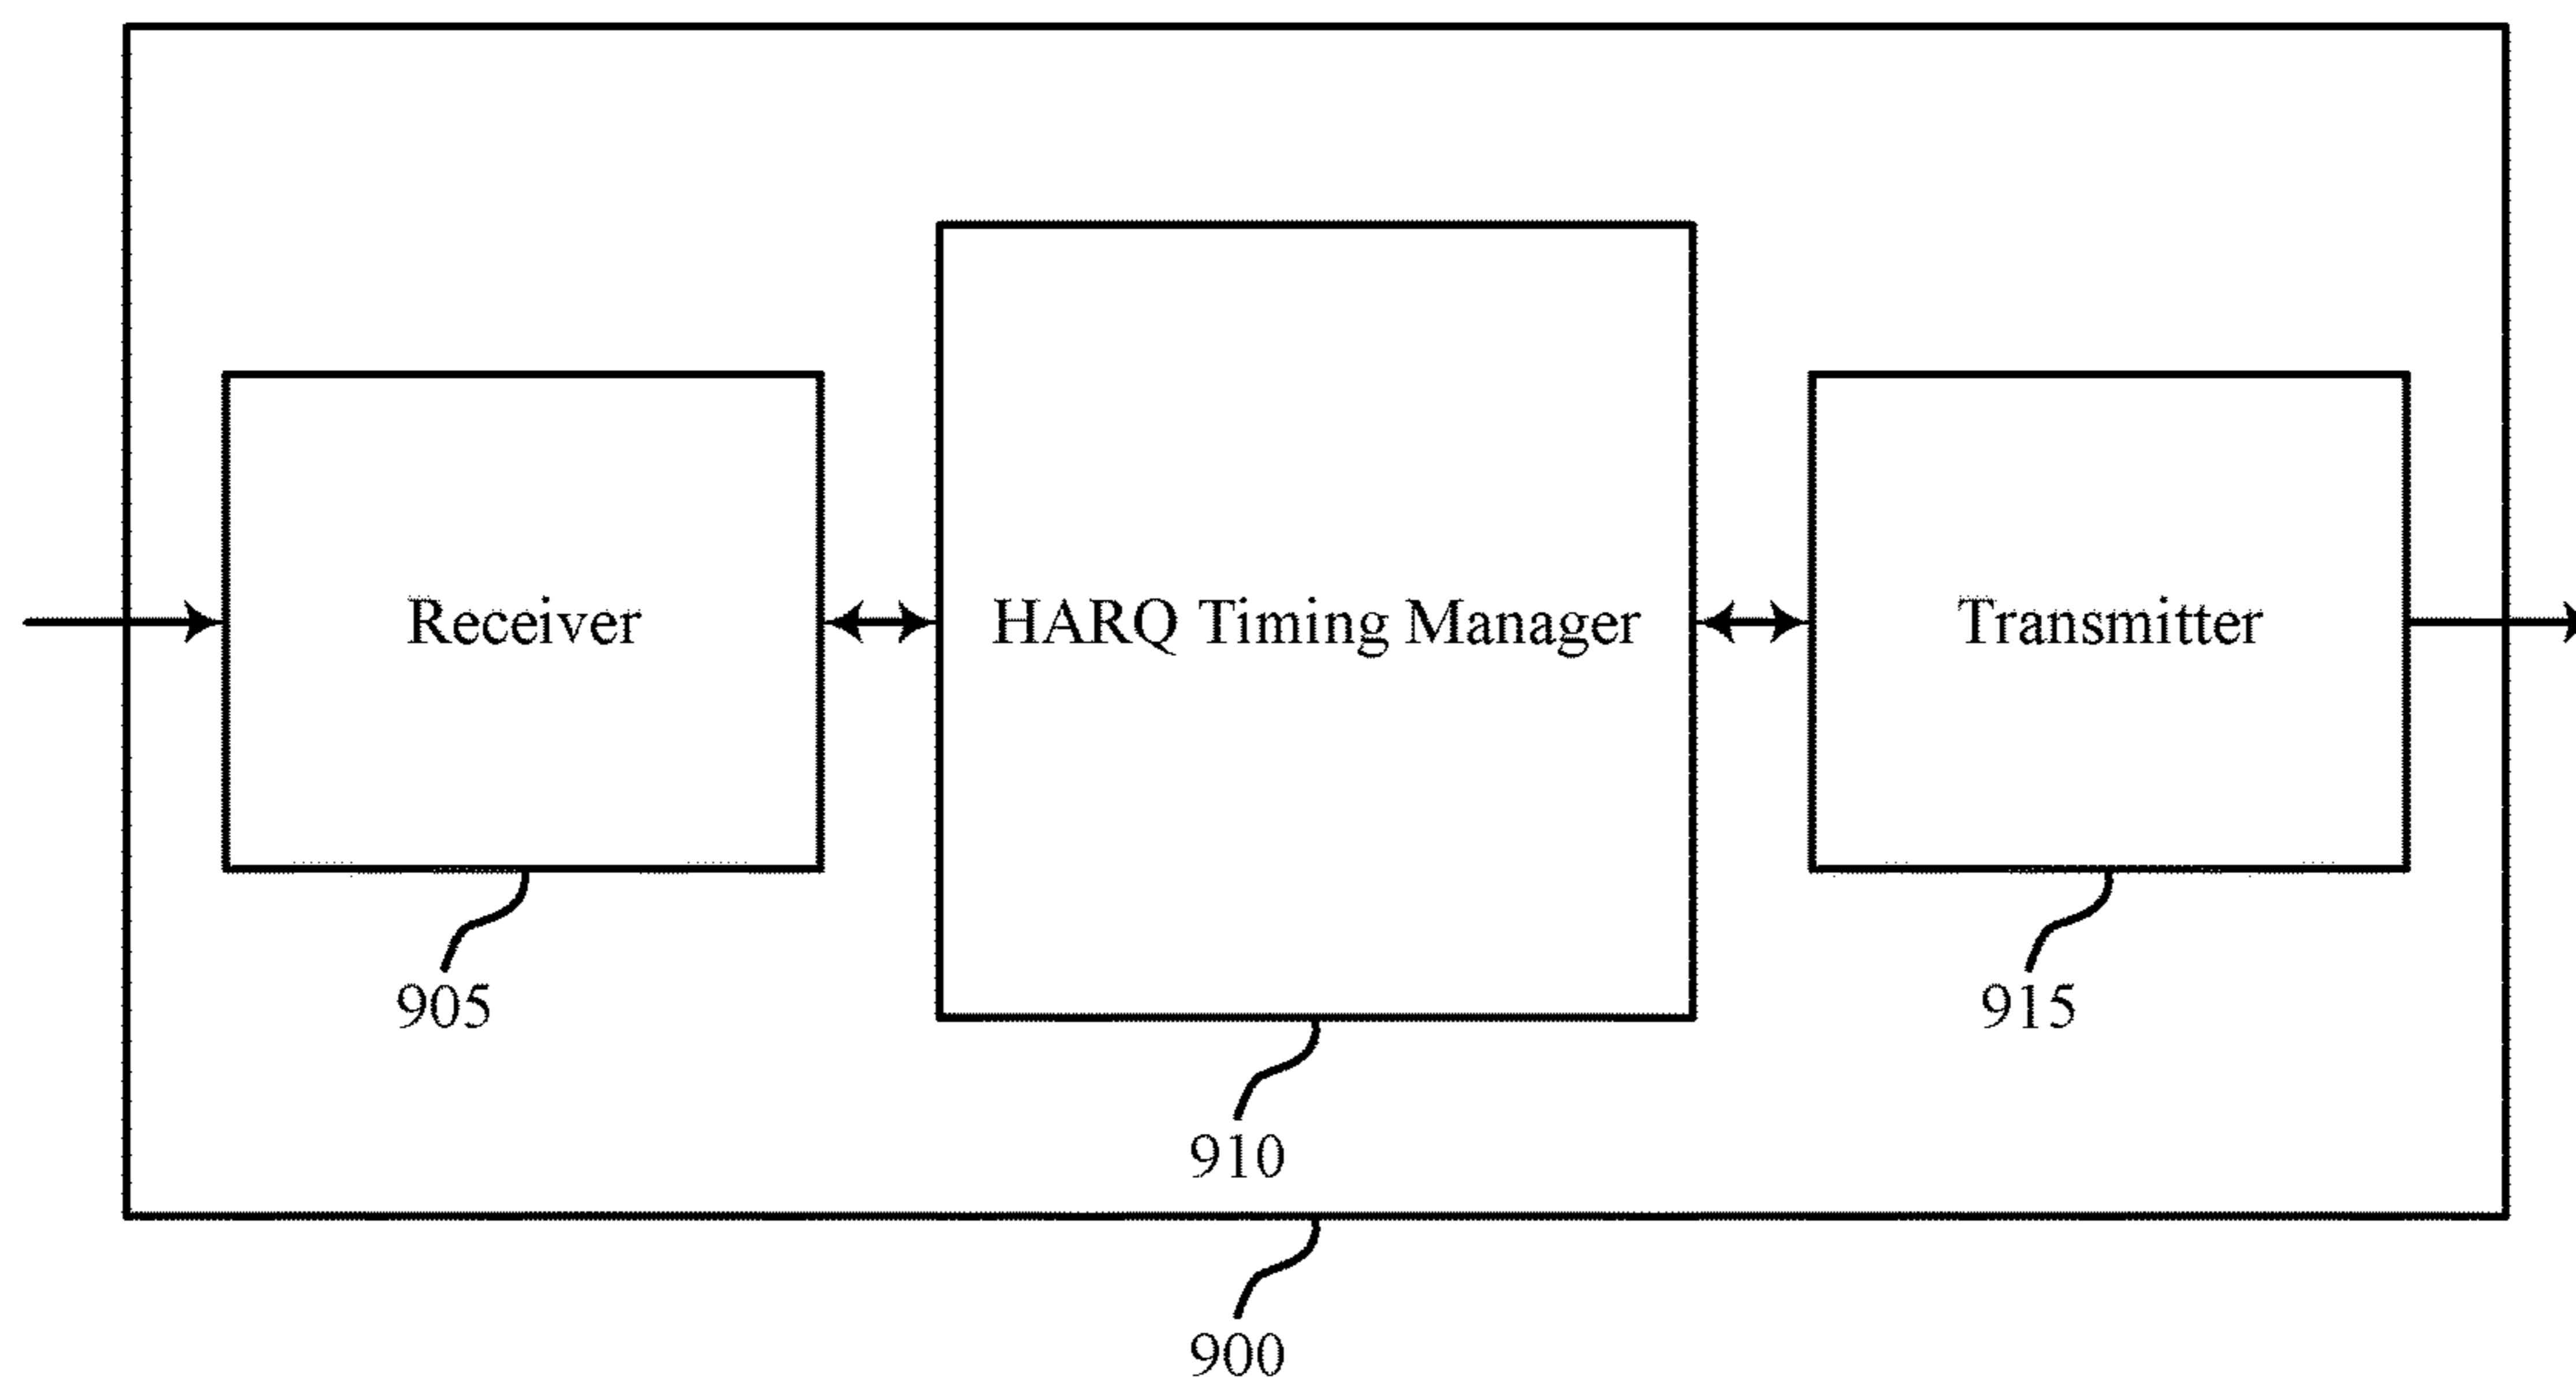 Receiver
HARQ Timing Manager
Transmitter
905
915
910
900